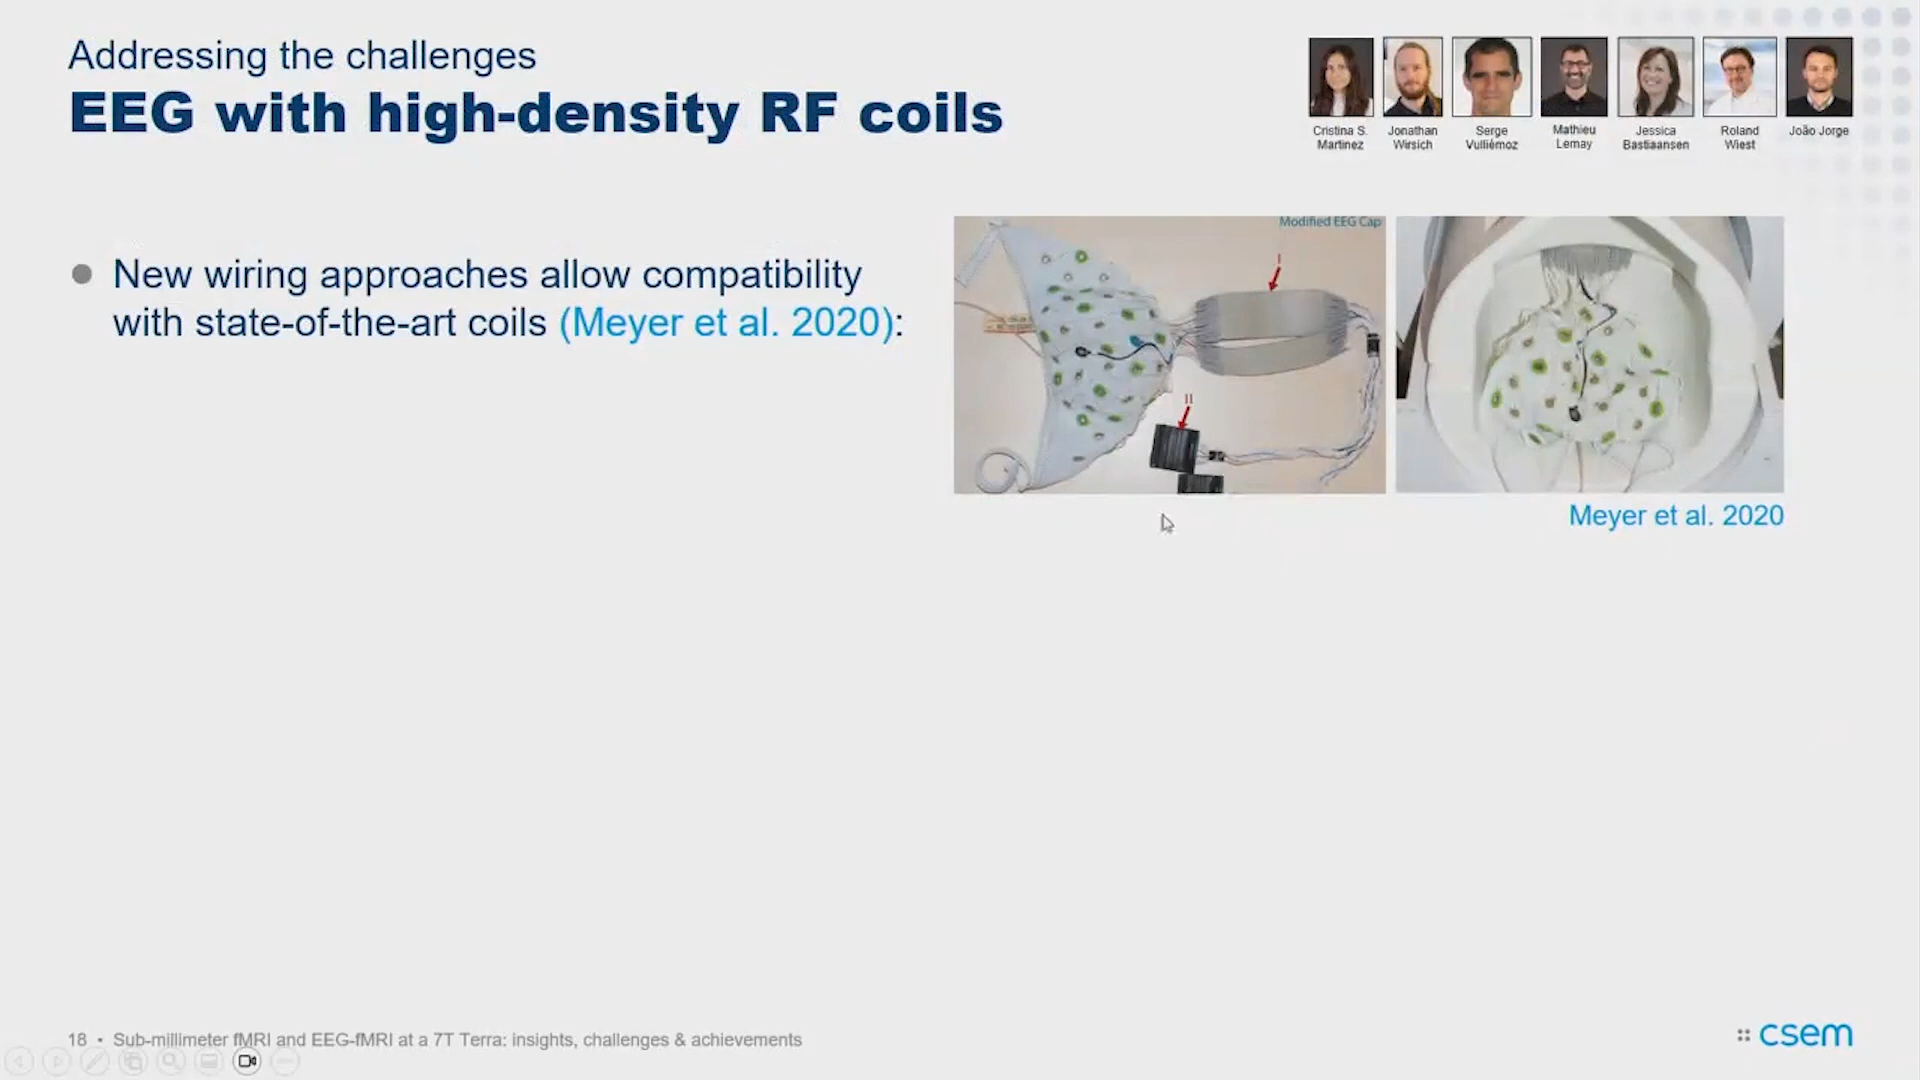 Addressing the challenges
EEG with high-density RF coils
Cristina S.
Martinez
Jonathan
Wirsich
Serge
Vulliémoz
Mathieu
Lemay
Jessica
Bastiaansen
Roland
Wiest
João Jorge
New wiring approaches allow compatibility
with state-of-the-art coils (Meyer et al. 2020):
Modified EEG Cap
I
II
Meyer et al. 2020
18 • Sub-millimeter fMRI and EEG-fMRI at a 7T Terra: insights, challenges & achievements
csem